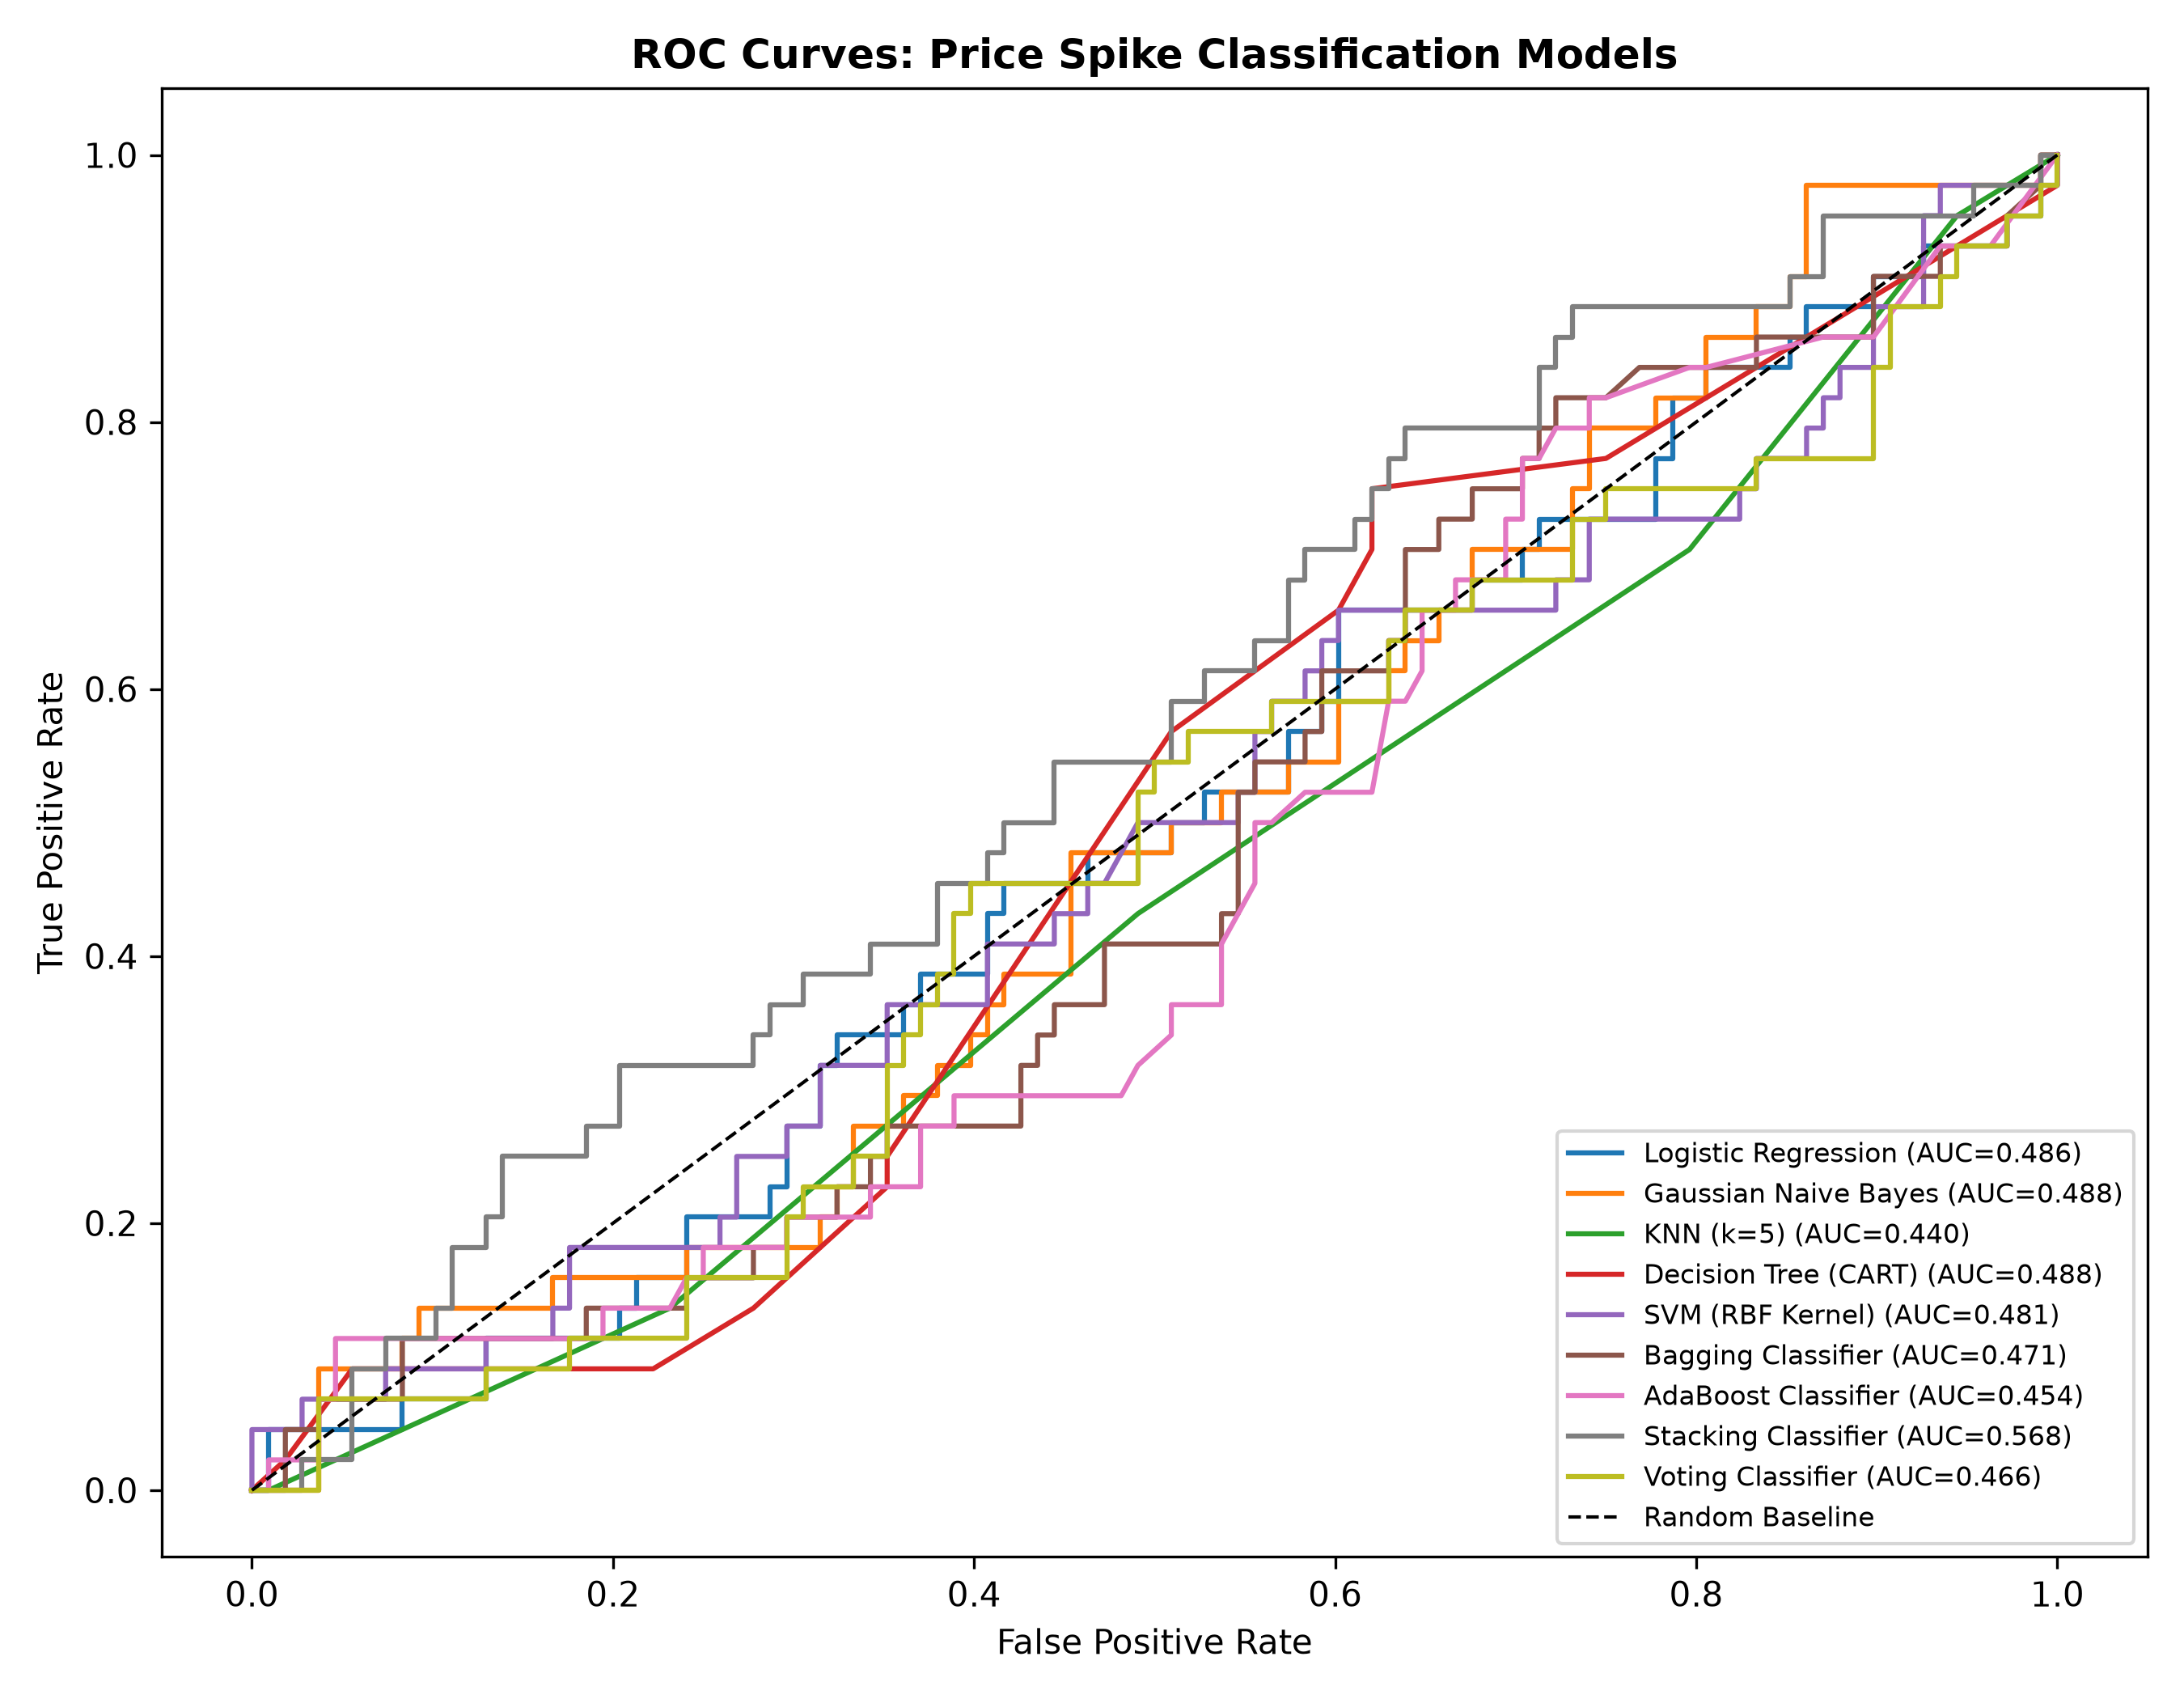 ROC Curves: Price Spike Classification Models
True Positive Rate
1.0
0.8
0.6
0.4
0.2
0.0
0.0 0.2 0.4 0.6 0.8 1.0
False Positive Rate
Logistic Regression (AUC=0.486)
Gaussian Naive Bayes (AUC=0.488)
KNN (k=5) (AUC=0.440)
Decision Tree (CART) (AUC=0.488)
SVM (RBF Kernel) (AUC=0.481)
Bagging Classifier (AUC=0.471)
AdaBoost Classifier (AUC=0.454)
Stacking Classifier (AUC=0.568)
Voting Classifier (AUC=0.466)
Random Baseline